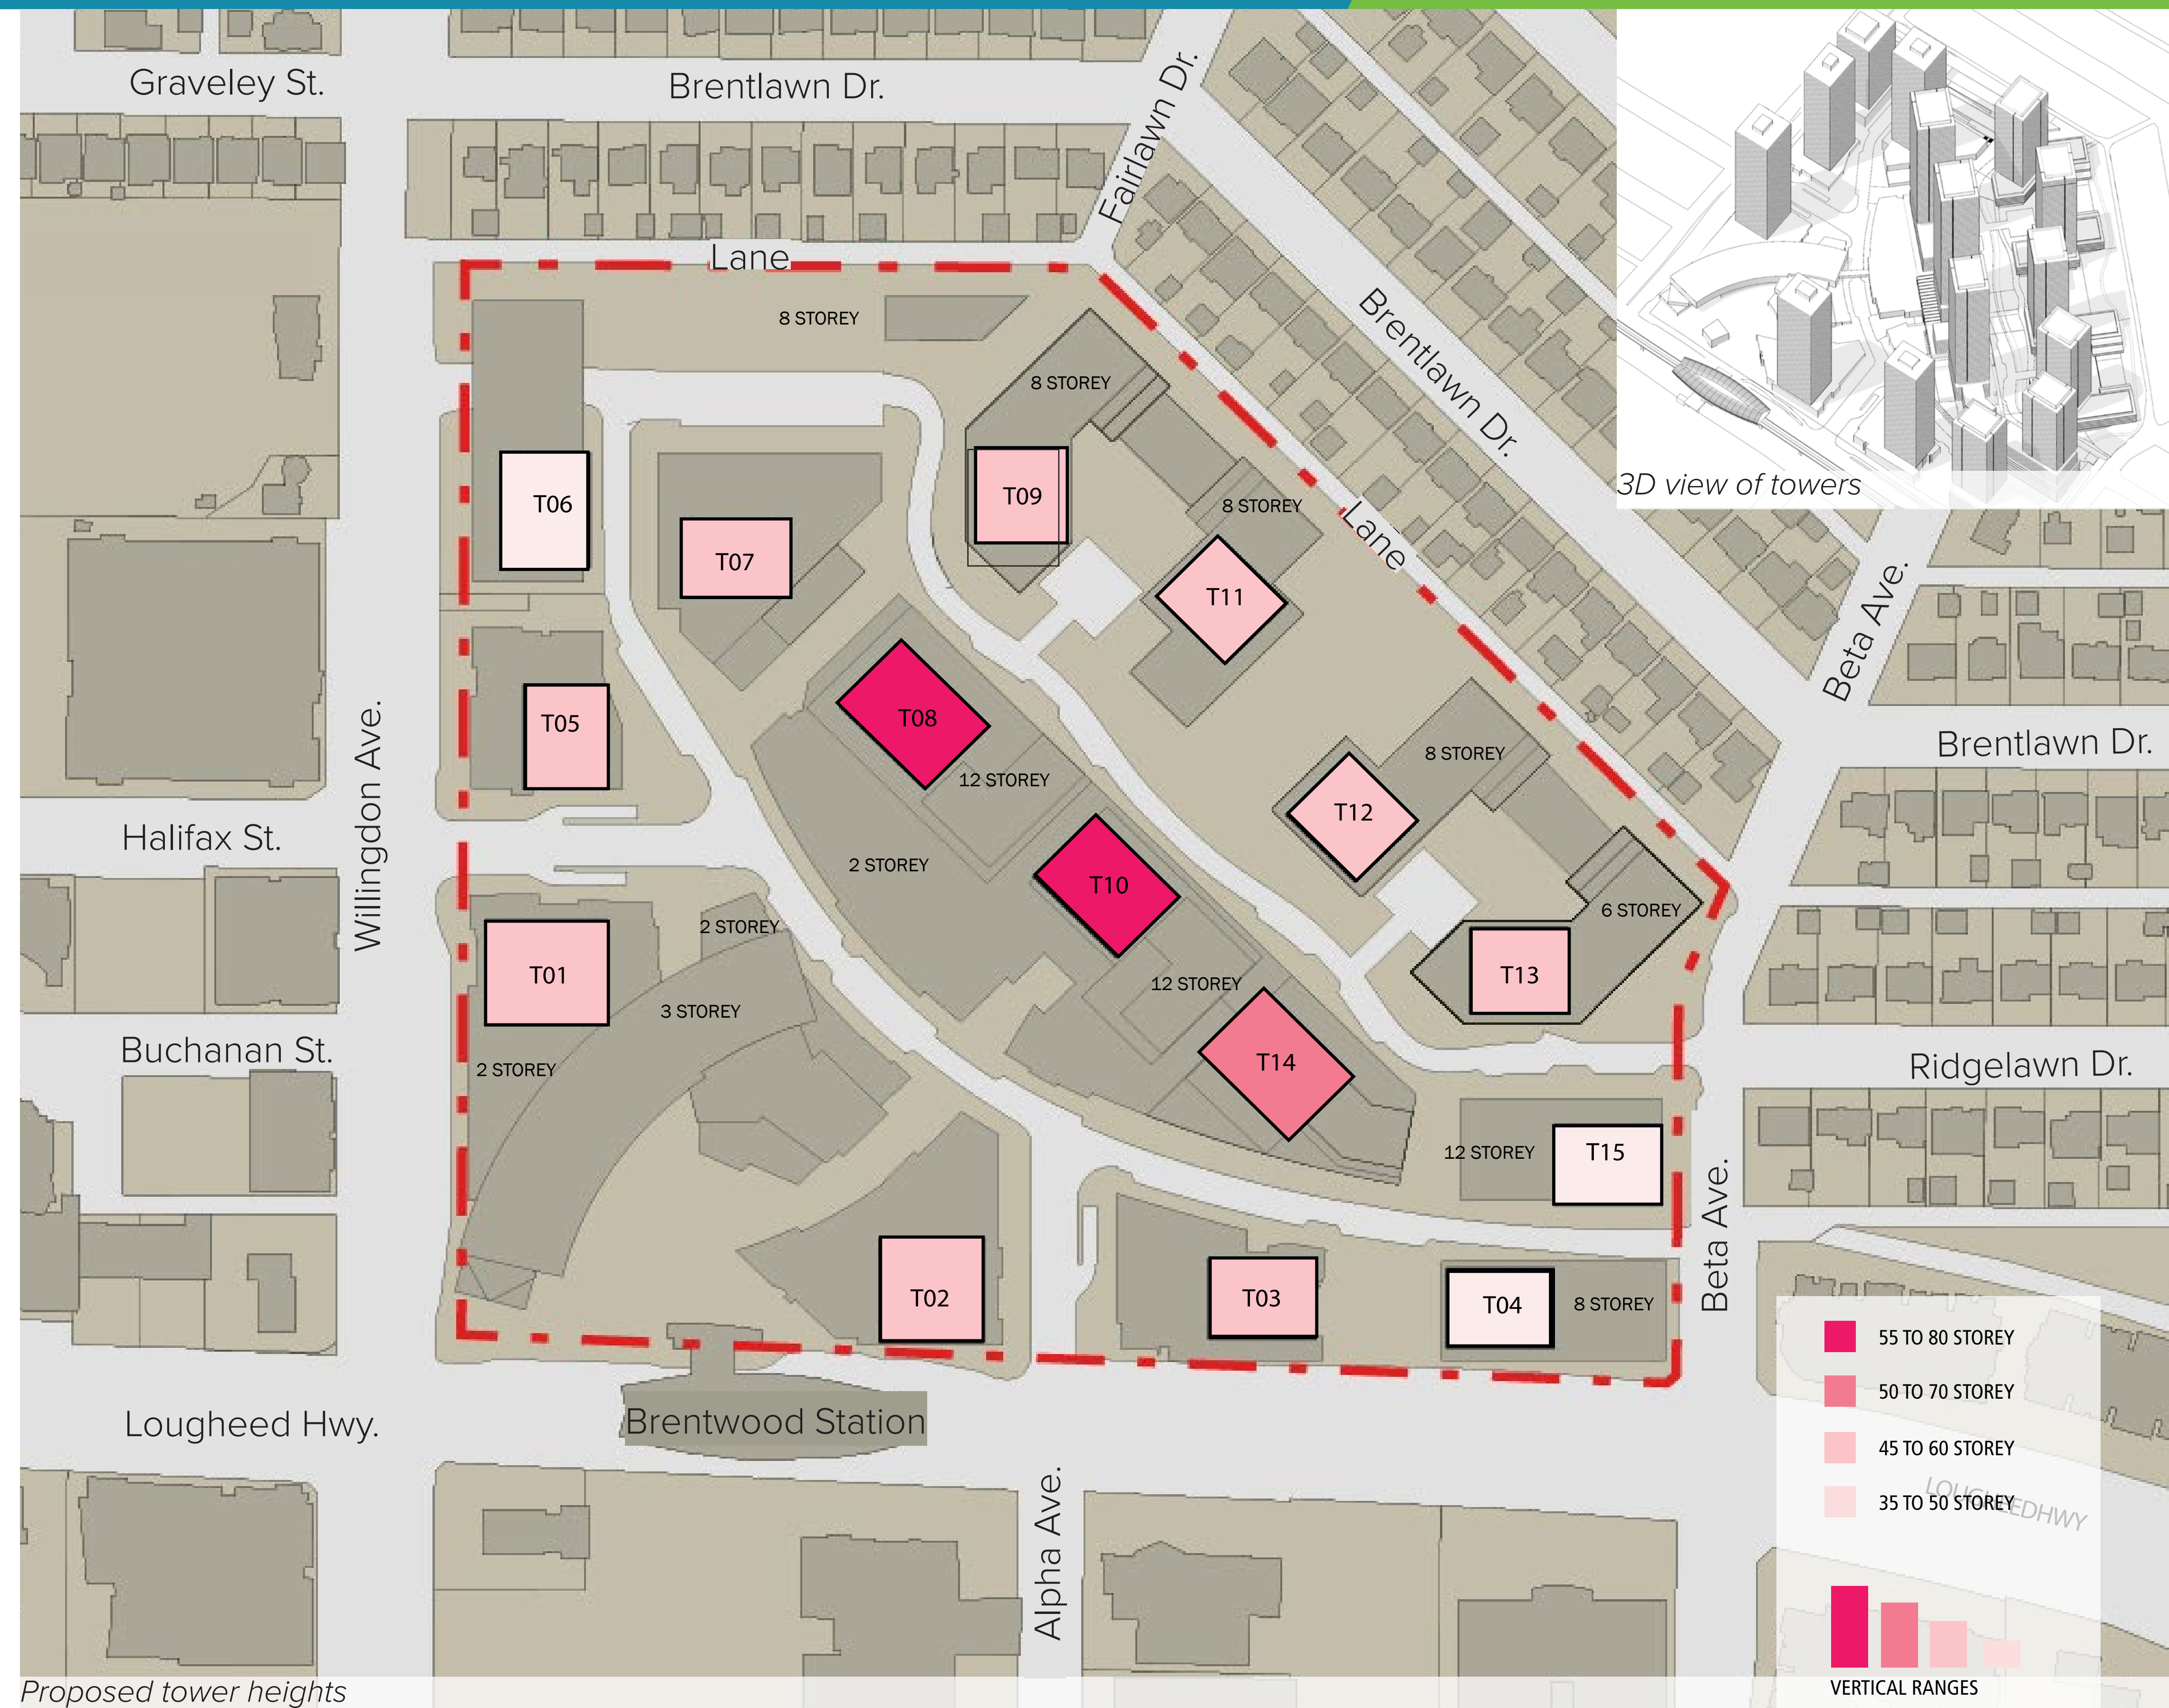 Graveley St.
Brentlawn Dr.
Fairlawn Dr.
Lane
8 STOREY
8 STOREY
Brentlawn Dr.
3D view of towers
T06
T09
8 STOREY
Lane
T07
T11
Beta Ave.
T05
T08
Willingdon Ave.
12 STOREY
8 STOREY
Brentlawn Dr.
Halifax St.
2 STOREY
T12
T10
2 STOREY
6 STOREY
T01
12 STOREY
T13
3 STOREY
Buchanan St.
2 STOREY
T14
Ridgelawn Dr.
12 STOREY
T15
Beta Ave.
T02
T03
T04
8 STOREY
55 TO 80 STOREY
50 TO 70 STOREY
45 TO 60 STOREY
35 TO 50 STOREY
LOUGHEEDHWY
Lougheed Hwy.
Brentwood Station
Alpha Ave.
VERTICAL RANGES
Proposed tower heights